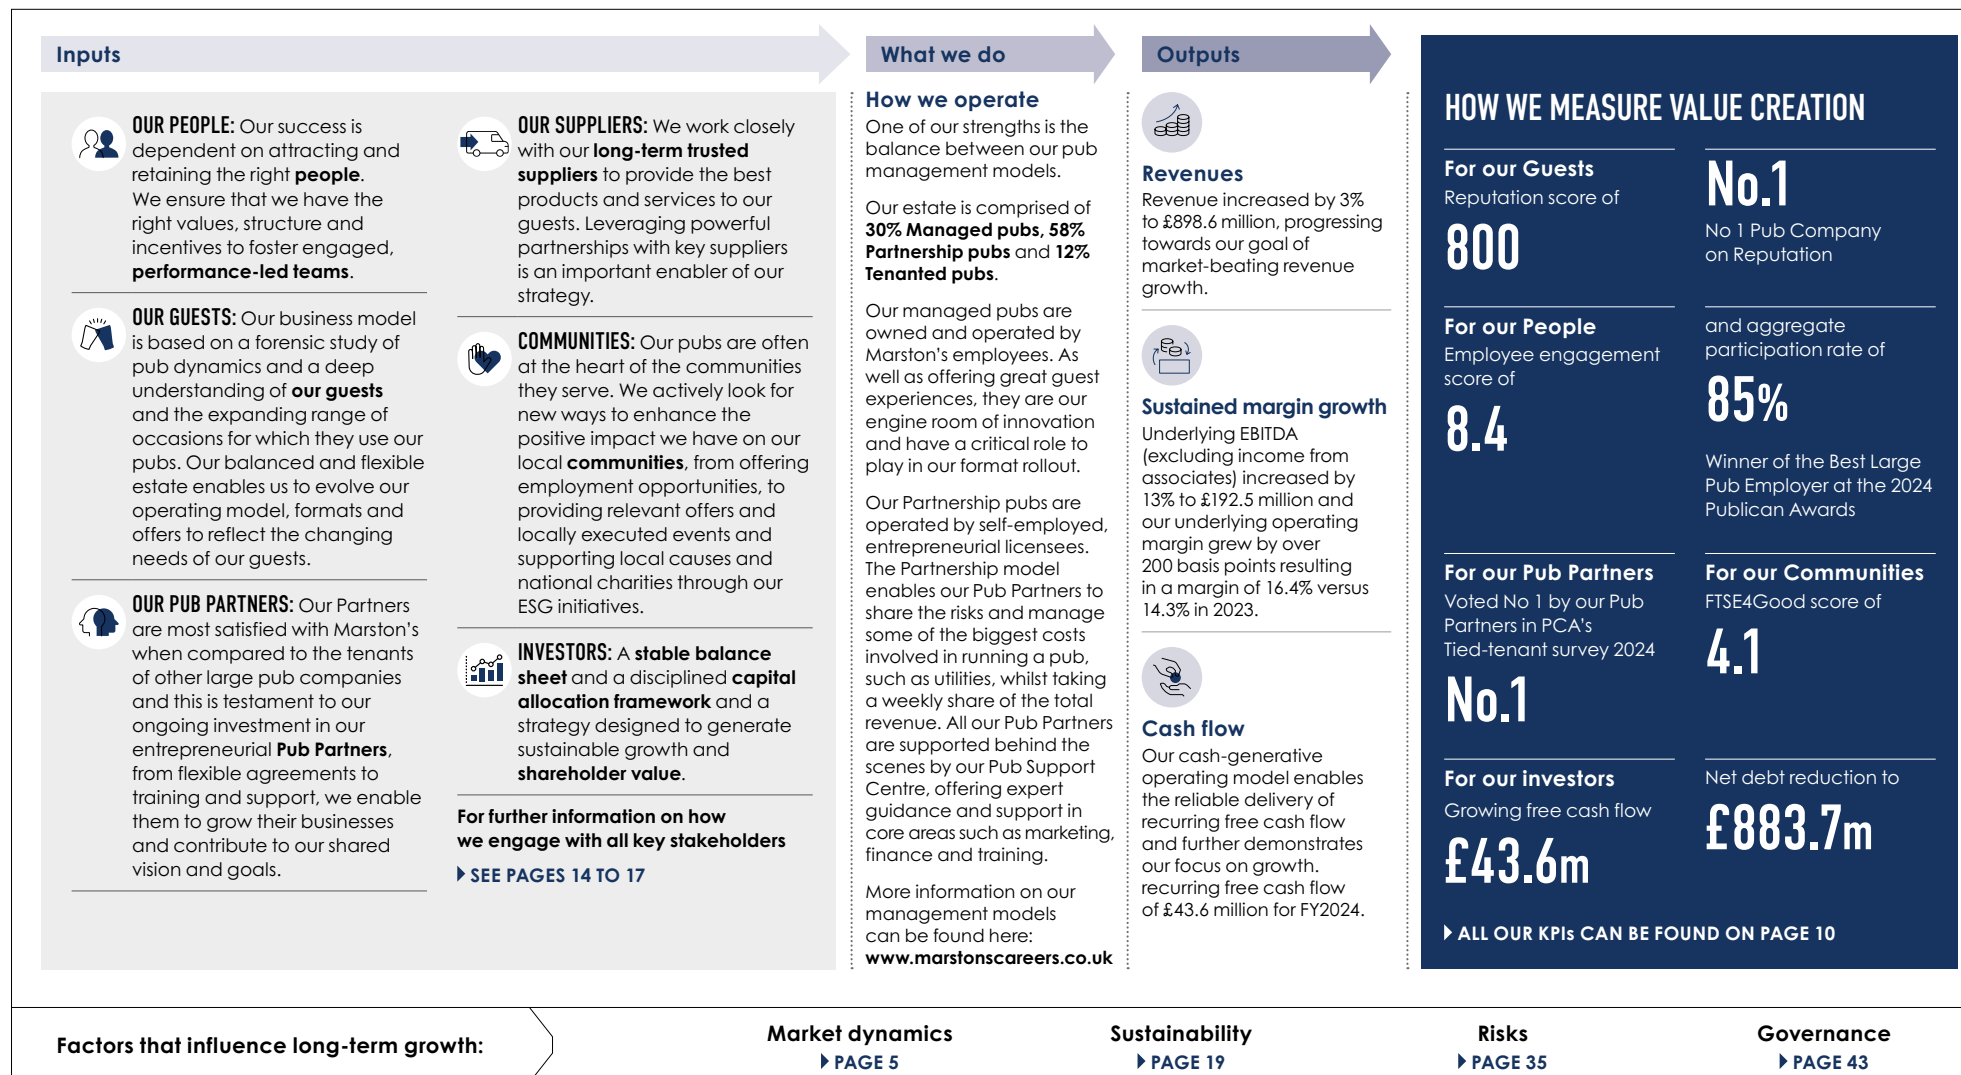 Inputs
OUR PEOPLE: Our success is
dependent on attracting and
retaining the right people.
We ensure that we have the
right values, structure and
incentives to foster engaged,
performance-led teams.
OUR GUESTS: Our business model
is based on a forensic study of
pub dynamics and a deep
understanding of our guests
and the expanding range of
occasions for which they use our
pubs. Our balanced and flexible
estate enables us to evolve our
operating model, formats and
offers to reflect the changing
needs of our guests.
OUR PUB PARTNERS: Our Partners
are most satisfied with Marston's
when compared to the tenants
of other large pub companies
and this is testament to our
ongoing investment in our
entrepreneurial Pub Partners,
from flexible agreements to
training and support, we enable
them to grow their businesses
and contribute to our shared
vision and goals.
OUR SUPPLIERS: We work closely
with our long-term trusted
suppliers to provide the best
products and services to our
guests. Leveraging powerful
partnerships with key suppliers
is an important enabler of our
strategy.
COMMUNITIES: Our pubs are often
at the heart of the communities
they serve. We actively look for
new ways to enhance the
positive impact we have on our
local communities, from offering
employment opportunities, to
providing relevant offers and
locally executed events and
supporting local causes and
national charities through our
ESG initiatives.
INVESTORS: A stable balance
sheet and a disciplined capital
allocation framework and a
strategy designed to generate
sustainable growth and
shareholder value.
For further information on how
we engage with all key stakeholders
SEE PAGES 14 TO 17
What we do
How we operate
One of our strengths is the
balance between our pub
management models.
Our estate is comprised of
30% Managed pubs, 58%
Partnership pubs and 12%
Tenanted pubs.
Our managed pubs are
owned and operated by
Marston's employees. As
well as offering great guest
experiences, they are our
engine room of innovation
and have a critical role to
play in our format rollout.
Our Partnership pubs are
operated by self-employed,
entrepreneurial licensees.
The Partnership model
enables our Pub Partners to
share the risks and manage
some of the biggest costs
involved in running a pub,
such as utilities, whilst taking
a weekly share of the total
revenue. All our Pub Partners
are supported behind the
scenes by our Pub Support
Centre, offering expert
guidance and support in
core areas such as marketing,
finance and training.
More information on our
management models
can be found here:
www.marstonscareers.co.uk
Outputs
Revenues
Revenue increased by 3%
to £898.6 million, progressing
towards our goal of
market-beating revenue
growth.
Sustained margin growth
Underlying EBITDA
(excluding income from
associates) increased by
13% to £192.5 million and
our underlying operating
margin grew by over
200 basis points resulting
in a margin of 16.4% versus
14.3% in 2023.
Cash flow
Our cash-generative
operating model enables
the reliable delivery of
recurring free cash flow
and further demonstrates
our focus on growth.
recurring free cash flow
of £43.6 million for FY2024.
HOW WE MEASURE VALUE CREATION
For our Guests
Reputation score of
800
No.1
No 1 Pub Company
on Reputation
For our People
Employee engagement
score of
8.4
and aggregate
participation rate of
85%
Winner of the Best Large
Pub Employer at the 2024
Publican Awards
For our Pub Partners
Voted No 1 by our Pub
Partners in PCA's
Tied-tenant survey 2024
No.1
For our Communities
FTSE4Good score of
4.1
For our investors
Growing free cash flow
£43.6m
Net debt reduction to
£883.7m
ALL OUR KPIs CAN BE FOUND ON PAGE 10
Factors that influence long-term growth:
Market dynamics
PAGE 5
Sustainability
PAGE 19
Risks
PAGE 35
Governance
PAGE 43